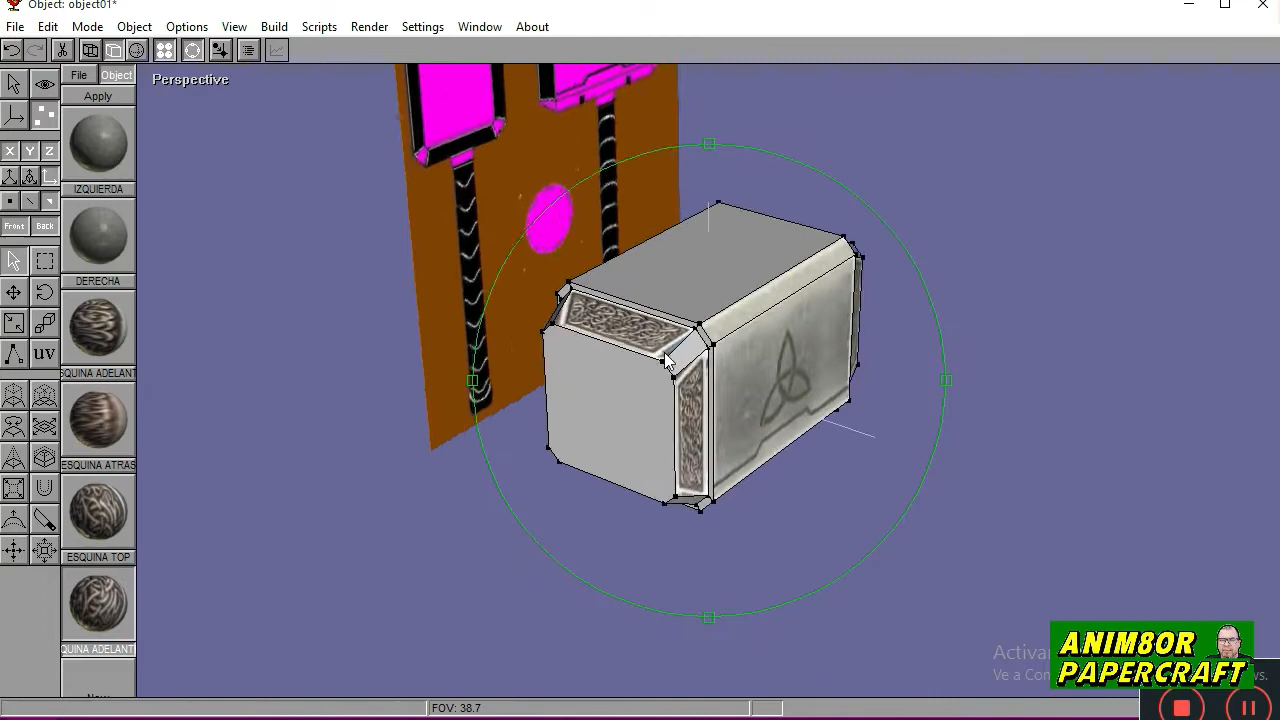 Object: object01*
File Edit Mode Object Options View Build Scripts Render Settings Window About
File Object
Perspective
Apply
IZQUIERDA
X Y Z
DERECHA
Front Back
ESQUINA ADELANT
uv
ESQUINA ATRAS
ESQUINA TOP
QUINA ADELANT
ANIM8OR
PAPERCRAFT
FOV: 38.7